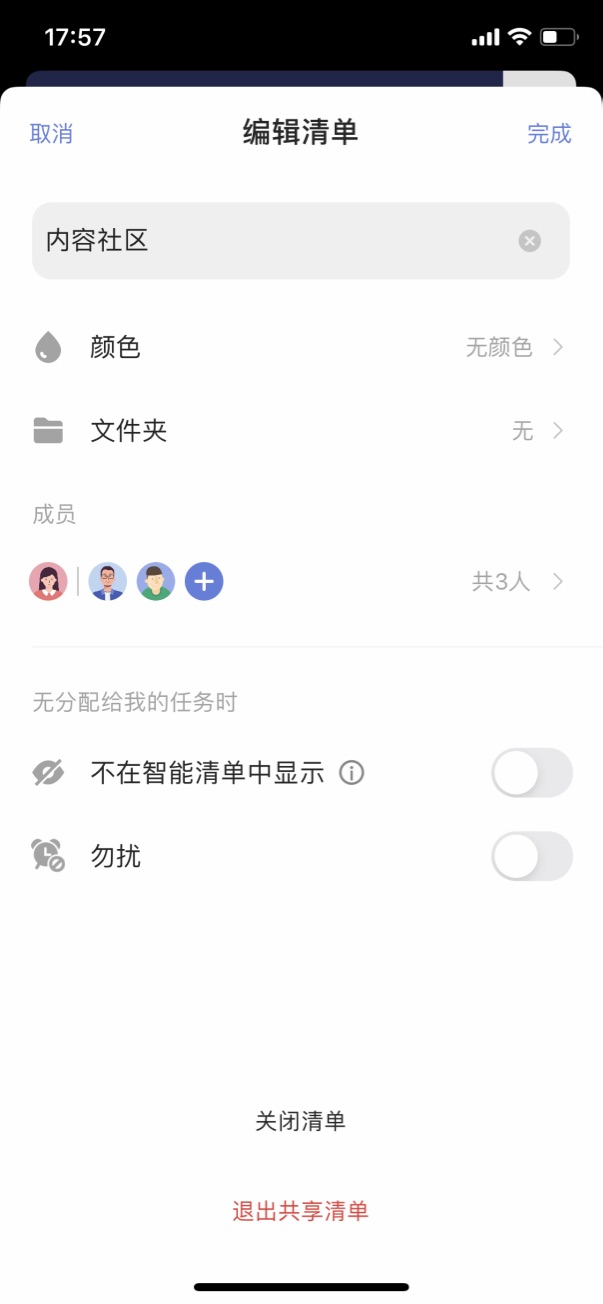 17:57
取消
编辑清单
完成
内容社区
颜色
无颜色
文件夹
无
成员
共3人
无分配给我的任务时
不在智能清单中显示
勿扰
关闭清单
退出共享清单